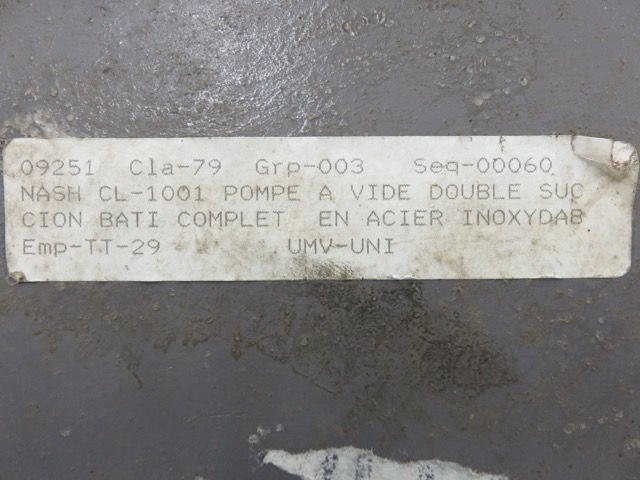 09251 Cla-79 Grp-003 Seq-00060
NASH CL-1001 POMPE A VIDE DOUBLE SUC
CION BATI COMPLET EN ACIER INOXYDAB
Emp-TT-29 UMV-UNI